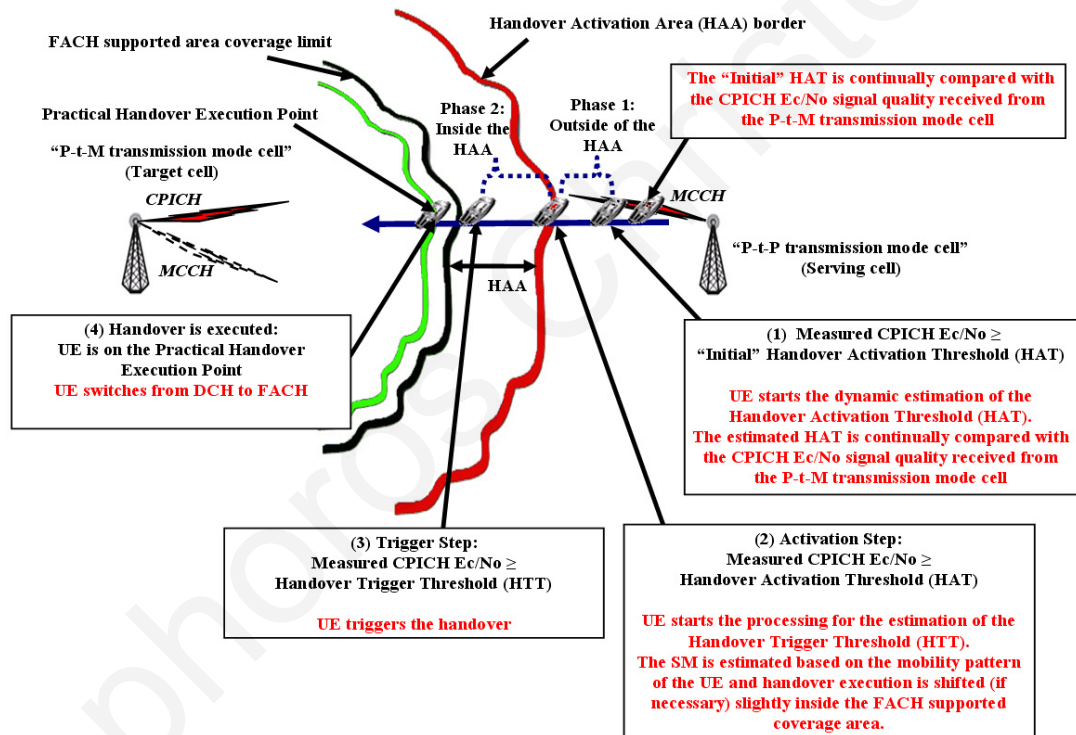 Handover Activation Area (HAA) border
FACH supported area coverage limit
The “Initial” HAT is continually compared with
the CPICH Ec/No signal quality received from
the P-t-M transmission mode cell
Practical Handover Execution Point
Phase 2:
Inside the
HAA
Phase 1:
Outside of the
HAA
“P-t-M transmission mode cell”
(Target cell)
CPICH
MCCH
MCCH
“P-t-P transmission mode cell”
(Serving cell)
HAA
(4) Handover is executed:
UE is on the Practical Handover
Execution Point
UE switches from DCH to FACH
(1) Measured CPICH Ec/No ≥
“Initial” Handover Activation Threshold (HAT)
UE starts the dynamic estimation of the
Handover Activation Threshold (HAT).
The estimated HAT is continually compared with
the CPICH Ec/No signal quality received from
the P-t-M transmission mode cell
(3) Trigger Step:
Measured CPICH Ec/No ≥
Handover Trigger Threshold (HTT)
UE triggers the handover
(2) Activation Step:
Measured CPICH Ec/No ≥
Handover Activation Threshold (HAT)
UE starts the processing for the estimation of the
Handover Trigger Threshold (HTT).
The SM is estimated based on the mobility pattern
of the UE and handover execution is shifted (if
necessary) slightly inside the FACH supported
coverage area.